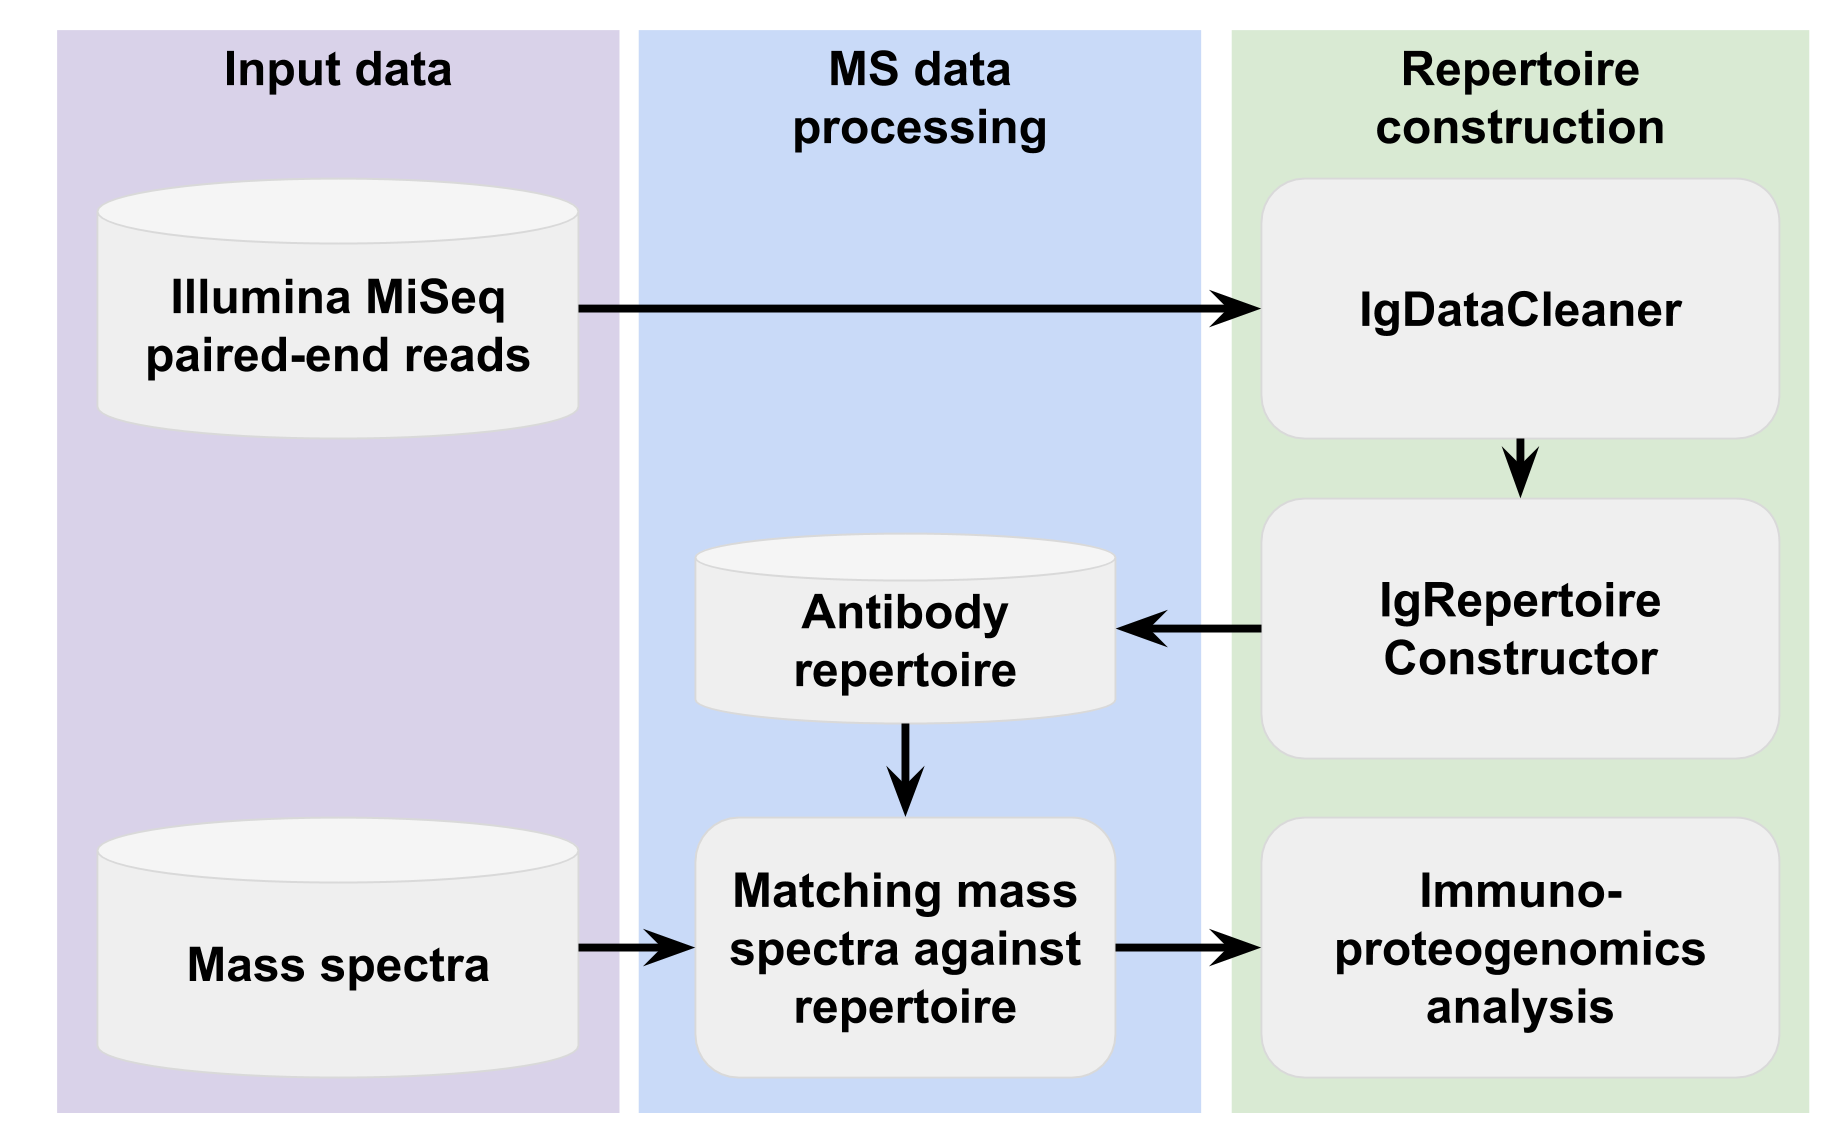 Input data
MS data
processing
Repertoire
construction
Illumina MiSeq
paired-end reads
IgDataCleaner
IgRepertoire
Constructor
Antibody
repertoire
Mass spectra
Matching mass
spectra against
repertoire
Immuno-
proteogenomics
analysis